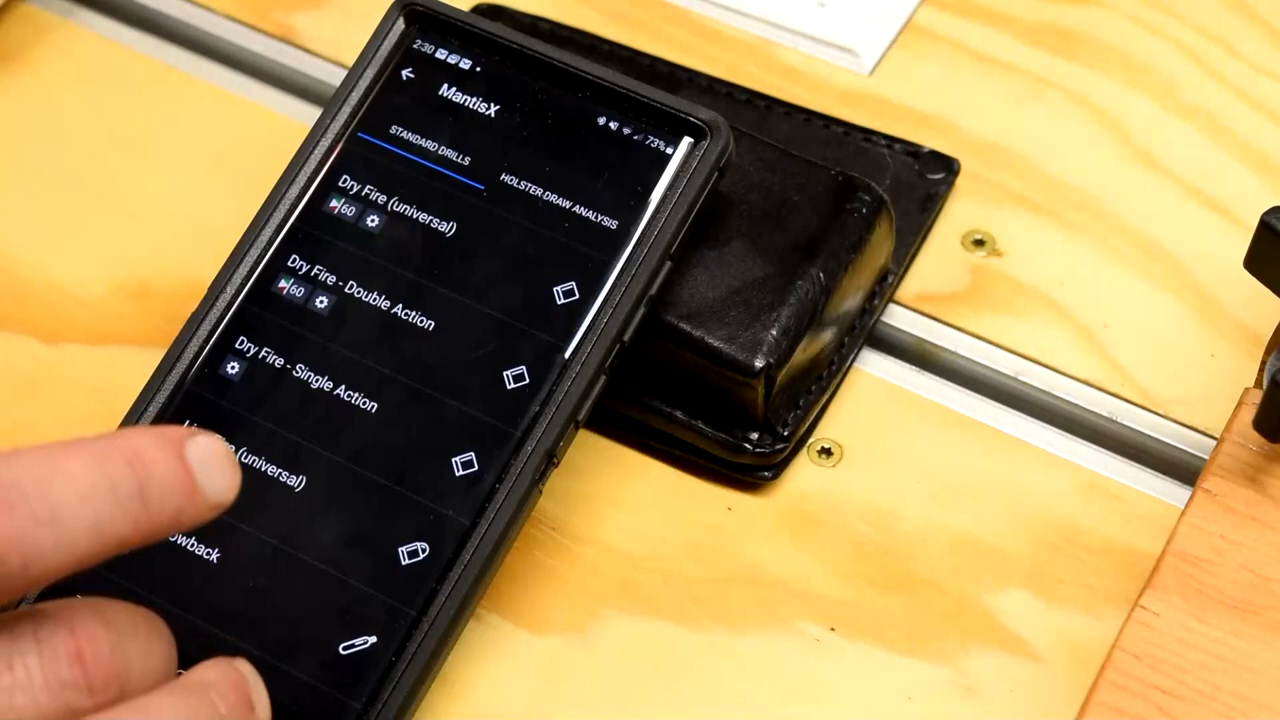 2:30
73%
MantisX
STANDARD DRILLS
HOLSTER DRAW ANALYSIS
Dry Fire (universal)
60
Dry Fire - Double Action
60
Dry Fire - Single Action
(universal)